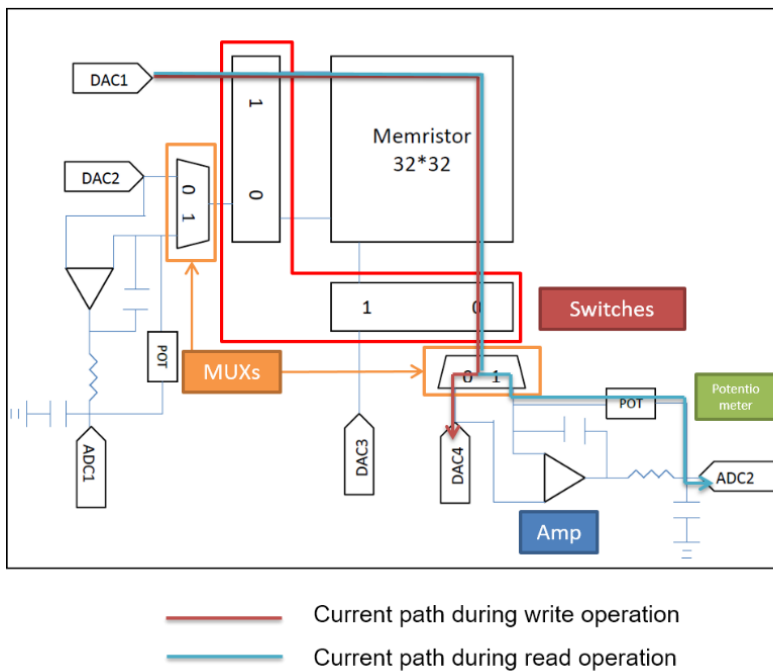 DAC1
1
Memristor
32*32
DAC2
0
1
0
1
0
Switches
POT
MUXs
0 1
POT
Potentio
meter
ADC1
DAC3
DAC4
ADC2
Amp
Current path during write operation
Current path during read operation